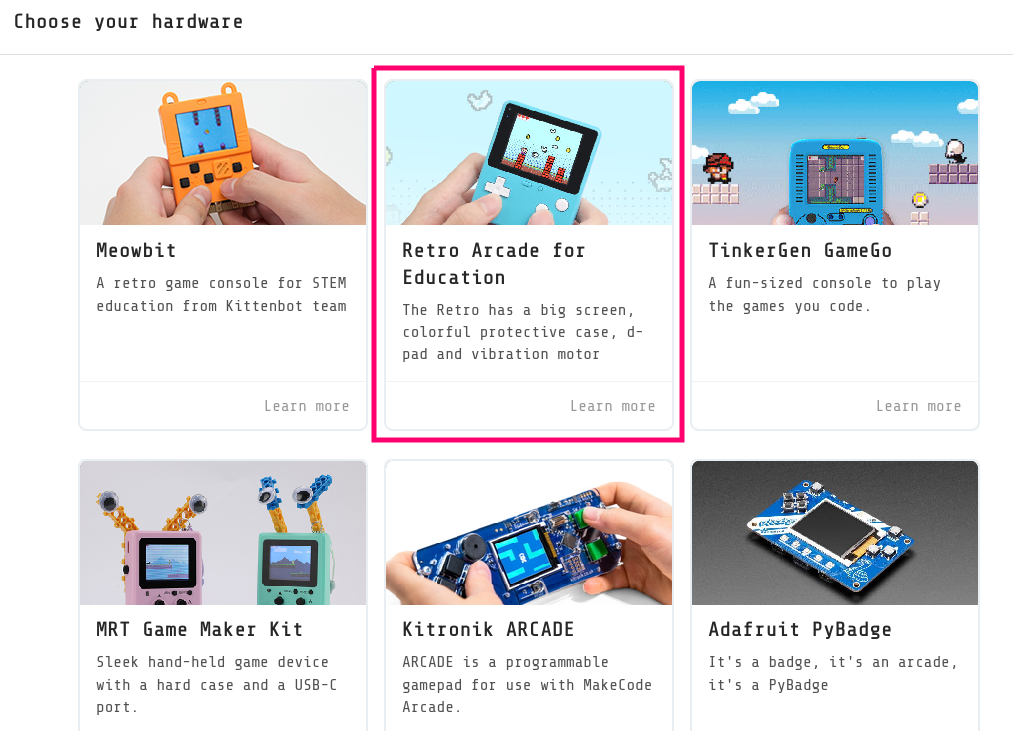 Choose your hardware
Meowbit
A retro game console for STEM
education from Kittenbot team
Learn more
Retro Arcade for
Education
The Retro has a big screen,
colorful protective case, d-
pad and vibration motor
Learn more
TinkerGen GameGo
A fun-sized console to play
the games you code.
Learn more
MRT Game Maker Kit
Sleek hand-held game device
with a hard case and a USB-C
port.
Kitronik ARCADE
ARCADE is a programmable
gamepad for use with MakeCode
Arcade.
Adafruit PyBadge
It's a badge, it's an arcade,
it's a PyBadge